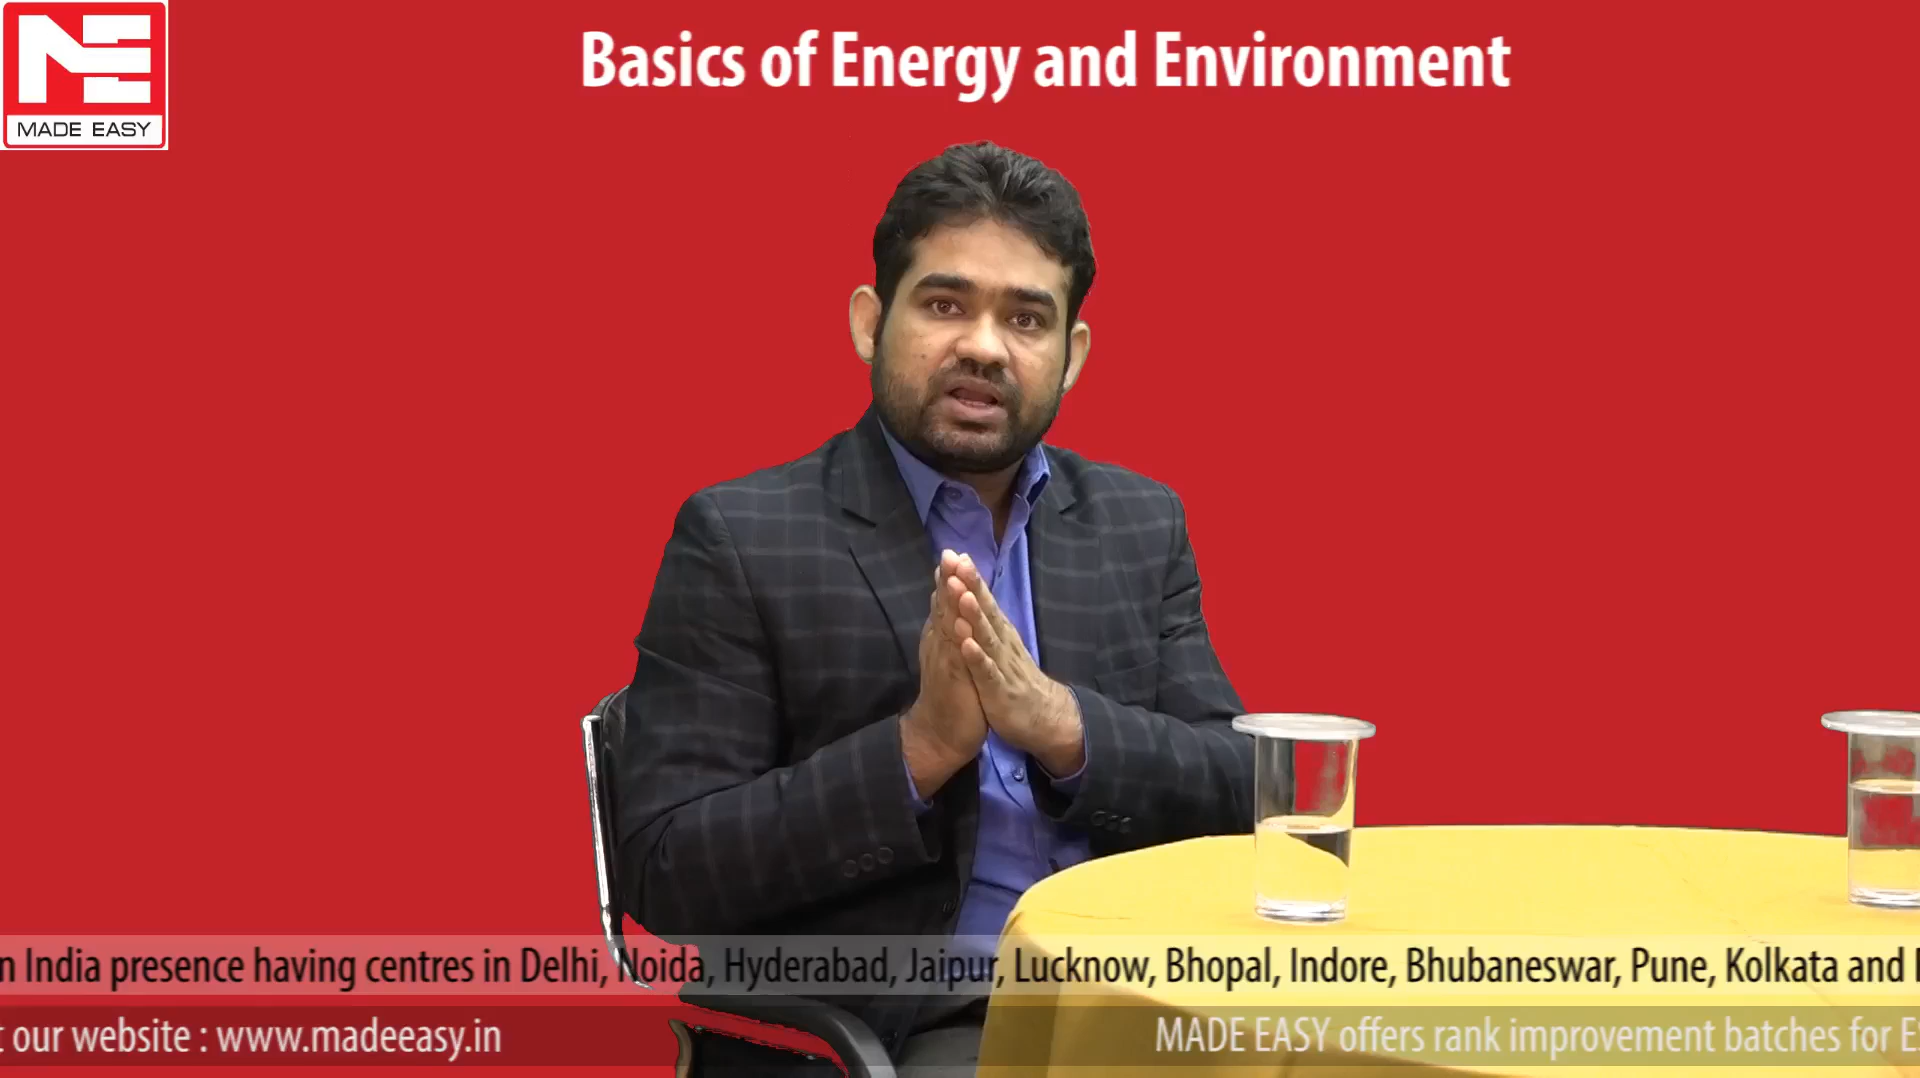 ME
MADE EASY
Basics of Energy and Environment
India presence having centres in Delhi, Noida, Hyderabad, Jaipur, Lucknow, Bhopal, Indore, Bhubaneswar, Pune, Kolkata and
our website : www.madeeasy.in
MADE EASY offers rank improvement batches for